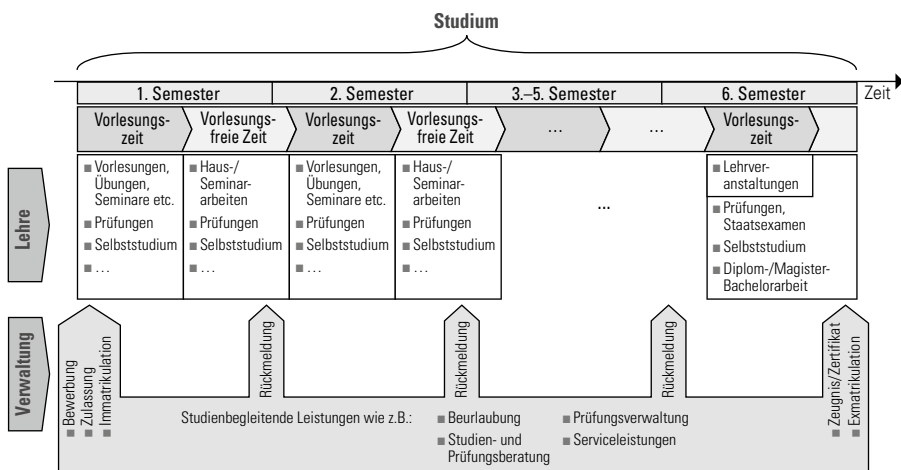 Studium
Zeit
1. Semester
2. Semester
3.–5. Semester
6. Semester
Vorlesungs-
zeit
Vorlesungs-
freie Zeit
Vorlesungs-
zeit
Vorlesungs-
freie Zeit
...
...
Vorlesungs-
zeit
Lehre
■ Vorlesungen,
Übungen,
Seminare etc.
■ Prüfungen
■ Selbststudium
■ ...
■ Haus-/
Seminar-
arbeiten
■ Prüfungen
■ Selbststudium
■ ...
■ Vorlesungen,
Übungen,
Seminare etc.
■ Prüfungen
■ Selbststudium
■ ...
■ Haus-/
Seminar-
arbeiten
■ Prüfungen
■ Selbststudium
■ ...
...
■ Lehrver-
anstaltungen
■ Prüfungen,
Staatsexamen
■ Selbststudium
■ Diplom-/Magister-
Bachelorarbeit
Verwaltung
■ Bewerbung
■ Zulassung
■ Immatrikulation
Rückmeldung
Rückmeldung
Rückmeldung
■ Zeugnis/Zertifikat
■ Exmatrikulation
Studienbegleitende Leistungen wie z.B.:
■ Beurlaubung
■ Studien- und
Prüfungsberatung
■ Prüfungsverwaltung
■ Serviceleistungen